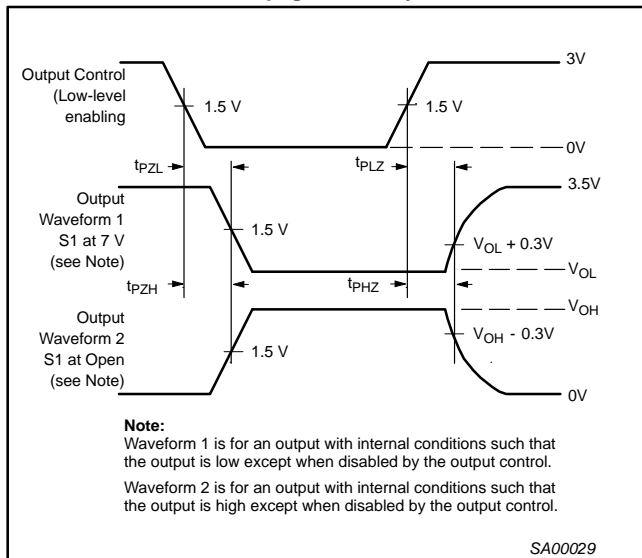 Output Control
(Low-level
enabling
1.5 V
1.5 V
3V
0V
tPZL
tPLZ
3.5V
Output
Waveform 1
S1 at 7 V
(see Note)
1.5 V
VOL + 0.3V
VOL
tPZH
tPHZ
VOH
Output
Waveform 2
S1 at Open
(see Note)
1.5 V
VOH - 0.3V
0V
Note:
Waveform 1 is for an output with internal conditions such that
the output is low except when disabled by the output control.
Waveform 2 is for an output with internal conditions such that
the output is high except when disabled by the output control.
SA00029